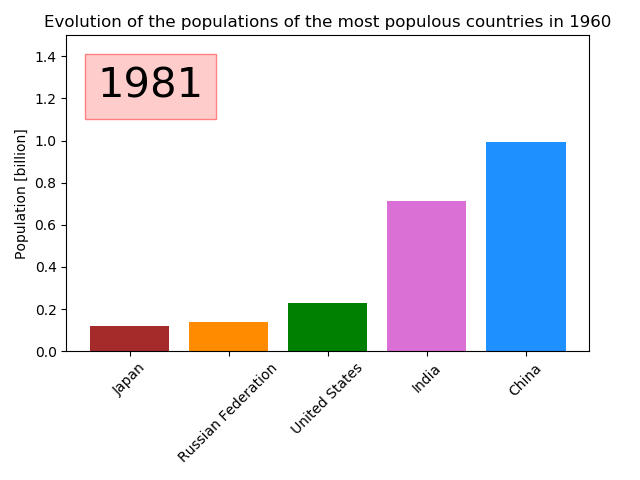 Evolution of the populations of the most populous countries in 1960
1981
Population [billion]
1.4
1.2
1.0
0.8
0.6
0.4
0.2
0.0
Japan
Russian Federation
United States
India
China